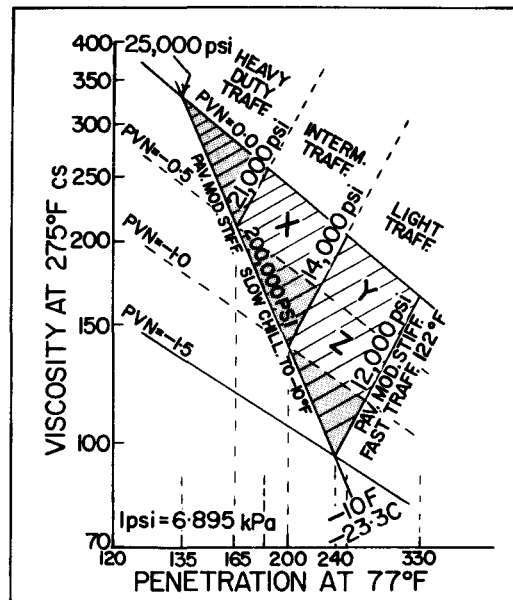 400
350
300
250
200
150
100
70
VISCOSITY AT 275°F CS
25,000 psi
HEAVY
DUTY
TRAFF.
INTERM.
TRAFF.
LIGHT
TRAFF.
PVN=0.0
PVN=-0.5
PVN=-1.0
PVN=-1.5
21,000 psi
14,000 psi
12,000 psi
PAV. MOD. STIFF.
FAST TRAFF. 122°F
PAV. MOD. STIFF. SLOW CHILL. TO -10°F
200,000 PSI
X
Y
Z
-10F
-23.3C
1psi = 6.895 kPa
120 135 165 200 240 330
PENETRATION AT 77°F